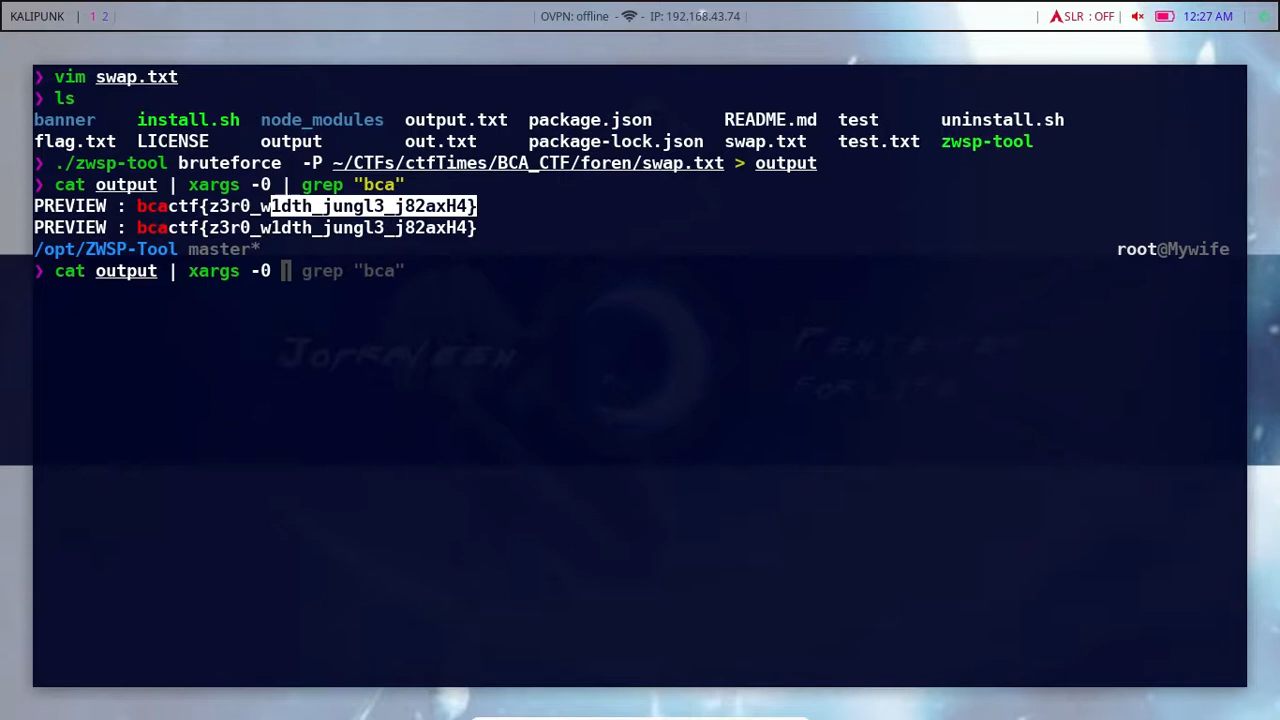 KALIPUNK | 1 2 | OVPN: offline - - IP: 192.168.43.74 | | SLR : OFF | 12:27 AM |
❯ vim swap.txt
❯ ls
banner install.sh node_modules output.txt package.json README.md test uninstall.sh
flag.txt LICENSE output out.txt package-lock.json swap.txt test.txt zwsp-tool
❯ ./zwsp-tool bruteforce -P ~/CTFs/ctfTimes/BCA_CTF/foren/swap.txt > output
❯ cat output | xargs -0 | grep "bca"
PREVIEW : bcactf{z3r0_w1dth_jungl3_j82axH4}
PREVIEW : bcactf{z3r0_w1dth_jungl3_j82axH4}
/opt/ZWSP-Tool master* root@Mywife
❯ cat output | xargs -0 | grep "bca"